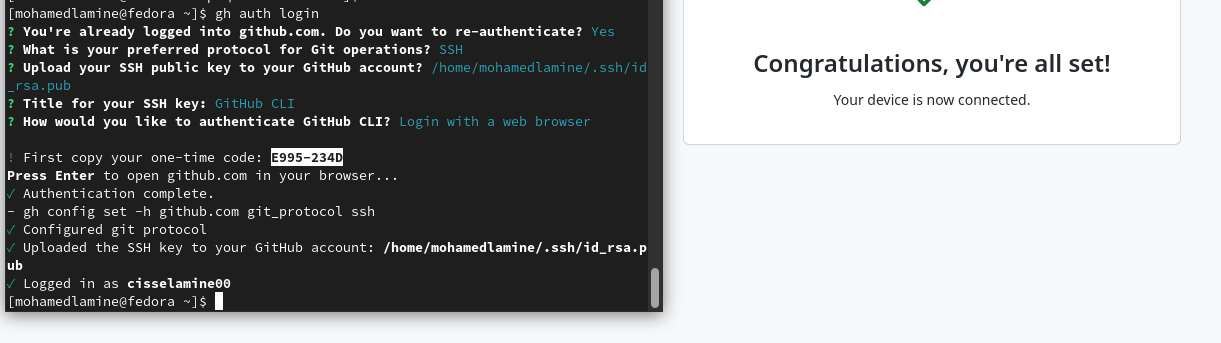 [mohamedlamine@fedora ~]$ gh auth login
? You're already logged into github.com. Do you want to re-authenticate? Yes
? What is your preferred protocol for Git operations? SSH
? Upload your SSH public key to your GitHub account? /home/mohamedlamine/.ssh/id
_rsa.pub
? Title for your SSH key: GitHub CLI
? How would you like to authenticate GitHub CLI? Login with a web browser
! First copy your one-time code: E995-234D
Press Enter to open github.com in your browser...
✓ Authentication complete.
- gh config set -h github.com git_protocol ssh
✓ Configured git protocol
✓ Uploaded the SSH key to your GitHub account: /home/mohamedlamine/.ssh/id_rsa.p
ub
✓ Logged in as cisselamine00
[mohamedlamine@fedora ~]$
Congratulations, you're all set!
Your device is now connected.